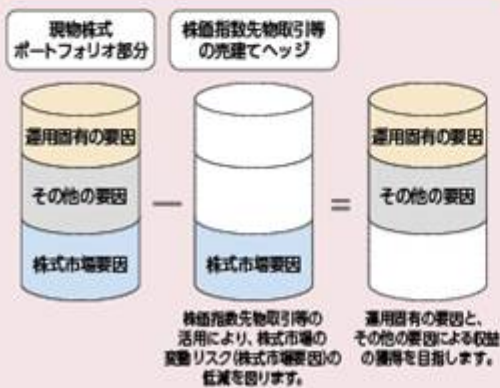 現物株式
ポートフォリオ部分
株価指数先物取引等
の売建てヘッジ
運用固有の要因
その他の要因
株式市場要因
－
株式市場要因
＝
運用固有の要因
その他の要因
株価指数先物取引等の
活用により、株式市場の
変動リスク(株式市場要因)の
低減を図ります。
運用固有の要因と、
その他の要因による収益
の獲得を目指します。